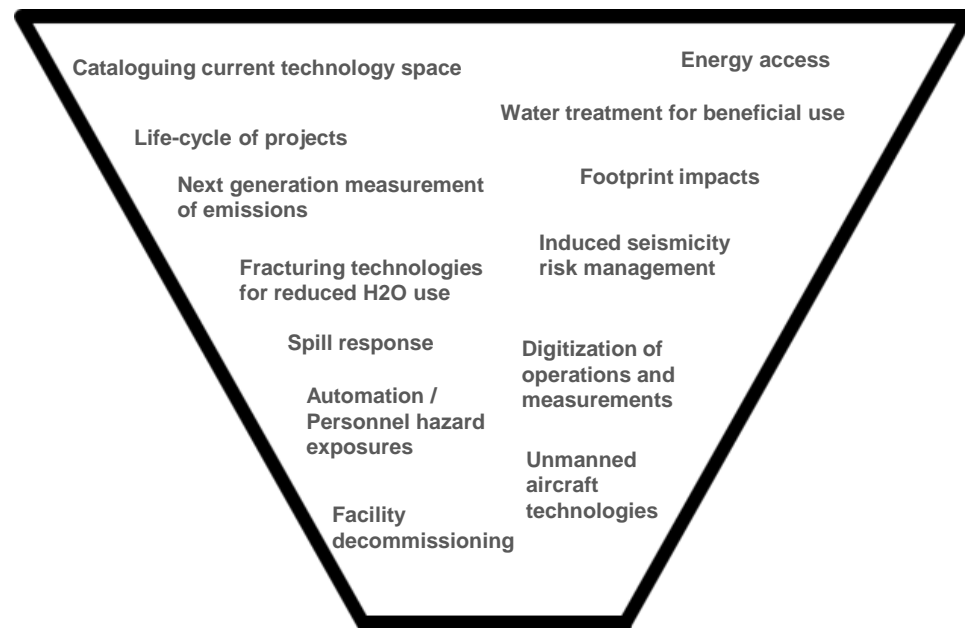 Cataloguing current technology space
Energy access
Water treatment for beneficial use
Life-cycle of projects
Next generation measurement
of emissions
Footprint impacts
Induced seismicity
risk management
Fracturing technologies
for reduced H2O use
Spill response
Digitization of
operations and
measurements
Automation /
Personnel hazard
exposures
Unmanned
aircraft
technologies
Facility
decommissioning